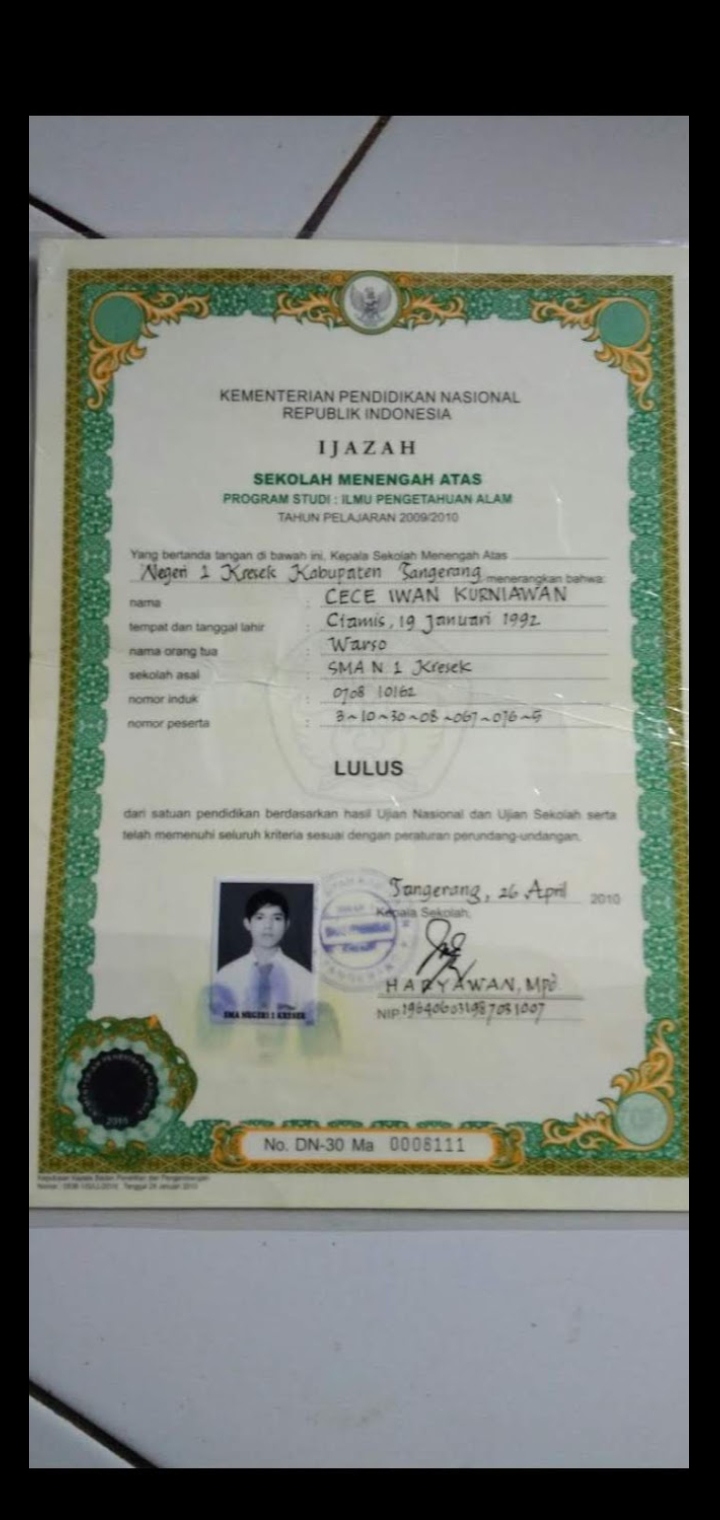 KEMENTERIAN PENDIDIKAN NASIONAL
REPUBLIK INDONESIA
IJAZAH
SEKOLAH MENENGAH ATAS
PROGRAM STUDI : ILMU PENGETAHUAN ALAM
TAHUN PELAJARAN 2009/2010
Yang bertanda tangan di bawah ini, Kepala Sekolah Menengah Atas
Negeri 1 Kresek Kabupaten Tangerang menerangkan bahwa:
nama : CECE IWAN KURNIAWAN
tempat dan tanggal lahir : Ciamis, 19 Januari 1992
nama orang tua : Warso
sekolah asal : SMA N 1 Kresek
nomor induk : 0708 10162
nomor peserta : 3~10~30~08~067~076~5
LULUS
dari satuan pendidikan berdasarkan hasil Ujian Nasional dan Ujian Sekolah serta
telah memenuhi seluruh kriteria sesuai dengan peraturan perundang-undangan.
Tangerang, 26 April 2010
Kepala Sekolah,
HARYAWAN, MPd
NIP 196406031987031007
SMA NEGERI 1 KRESEK
2010
No. DN-30 Ma 0008111